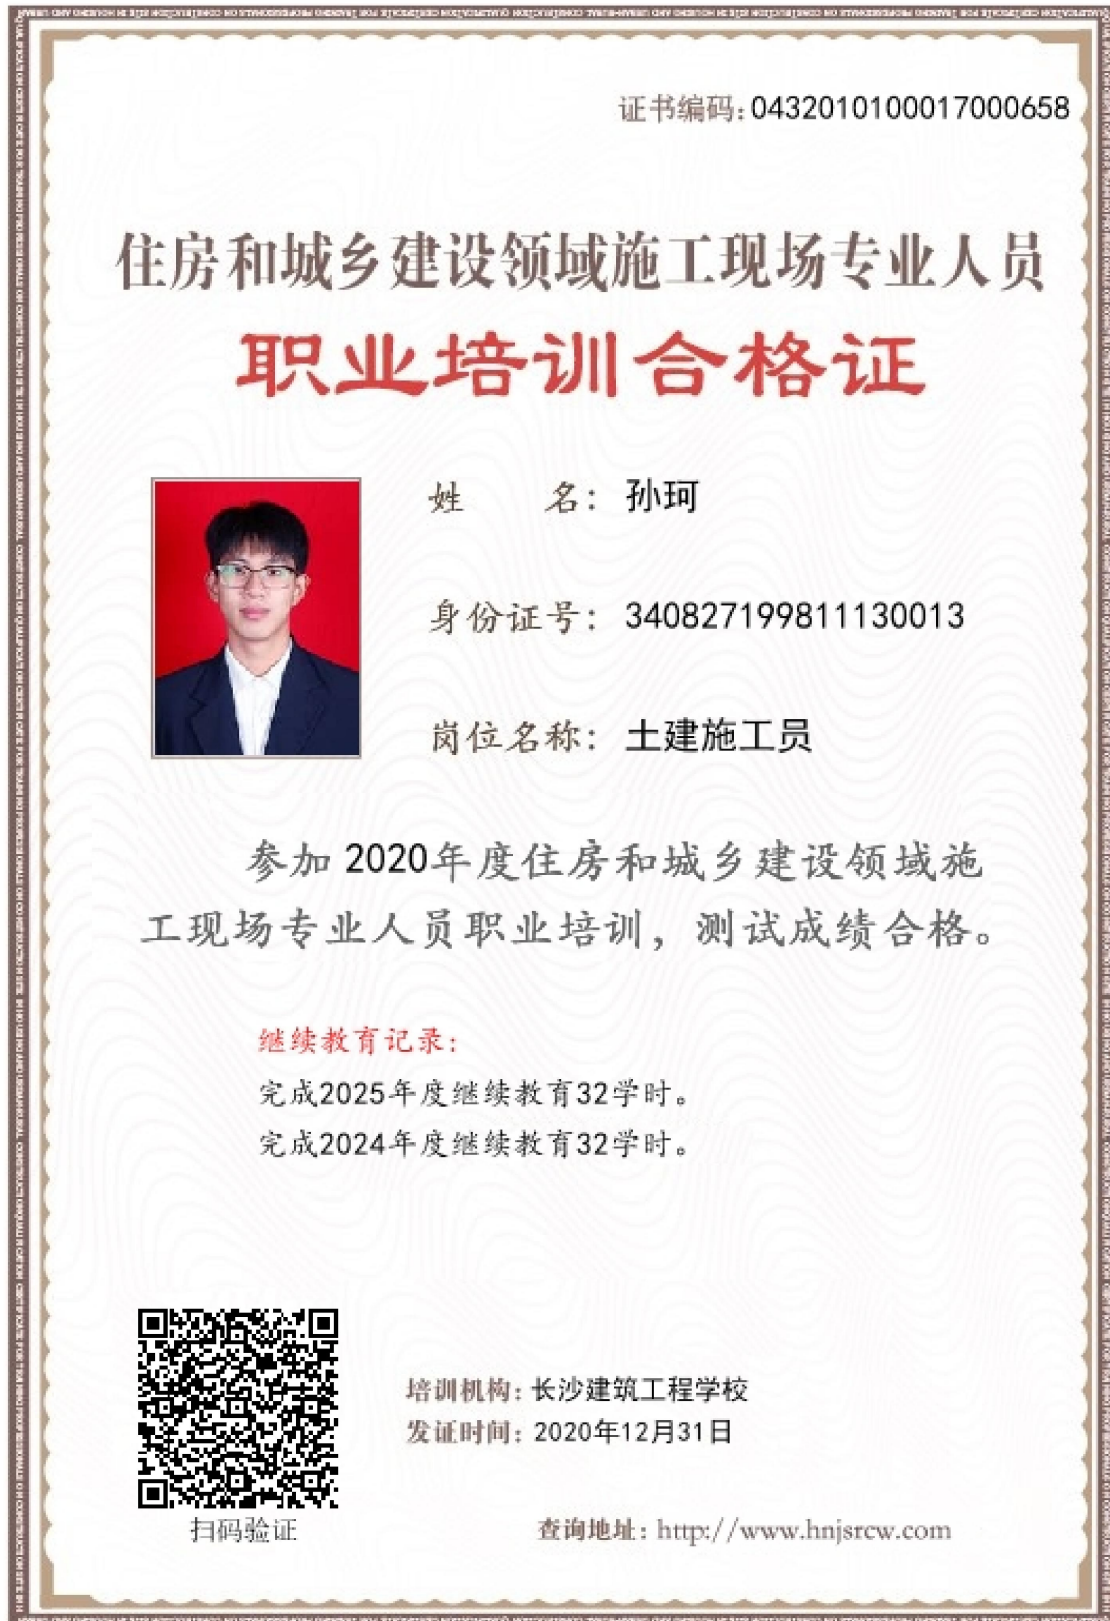 证书编码:0432010100017000658
住房和城乡建设领域施工现场专业人员
职业培训合格证
姓 名: 孙珂
身份证号: 340827199811130013
岗位名称: 土建施工员
参加 2020年度住房和城乡建设领域施
工现场专业人员职业培训，测试成绩合格。
继续教育记录:
完成2025年度继续教育32学时。
完成2024年度继续教育32学时。
培训机构: 长沙建筑工程学校
发证时间: 2020年12月31日
扫码验证
查询地址: http://www.hnjsrcw.com